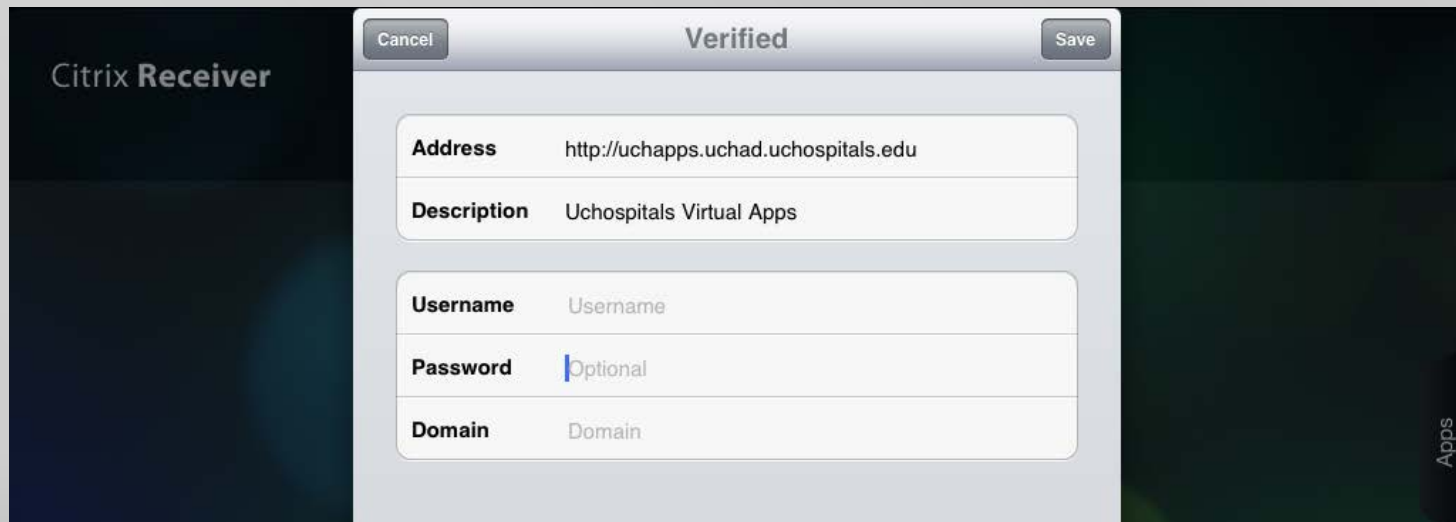 Cancel
Verified
Save
Citrix Receiver
Address http://uchapps.uchad.uchospitals.edu
Description Uchospitals Virtual Apps
Username Username
Password Optional
Domain Domain
Apps